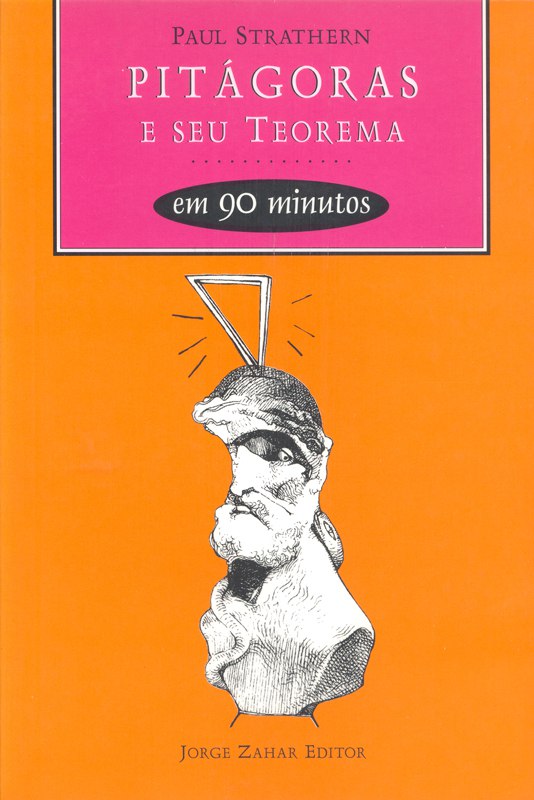 PAUL STRATHERN
PITÁGORAS
E SEU TEOREMA
em 90 minutos
JORGE ZAHAR EDITOR